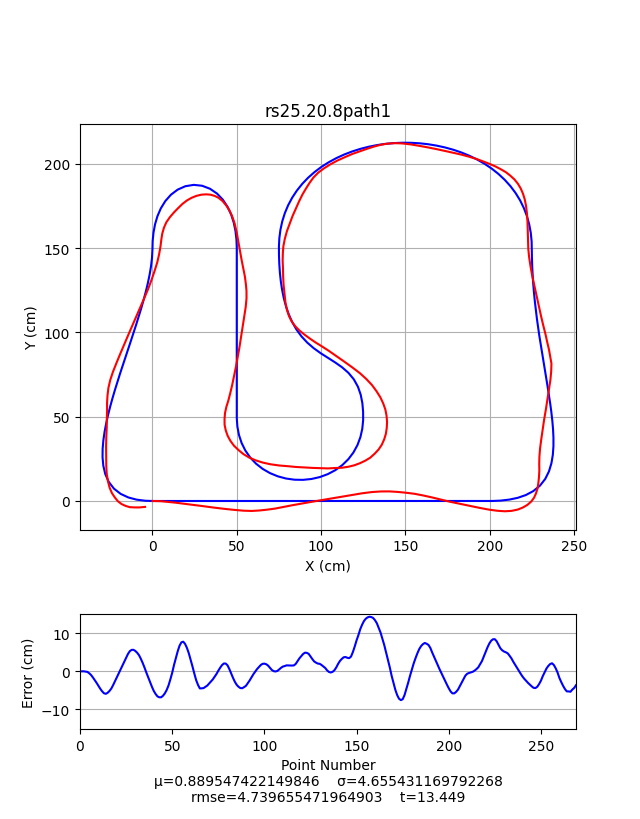 rs25.20.8path1
200
150
100
50
0
Y (cm)
0 50 100 150 200 250
X (cm)
10
0
−10
Error (cm)
0 50 100 150 200 250
Point Number
μ=0.889547422149846 σ=4.655431169792268
rmse=4.739655471964903 t=13.449